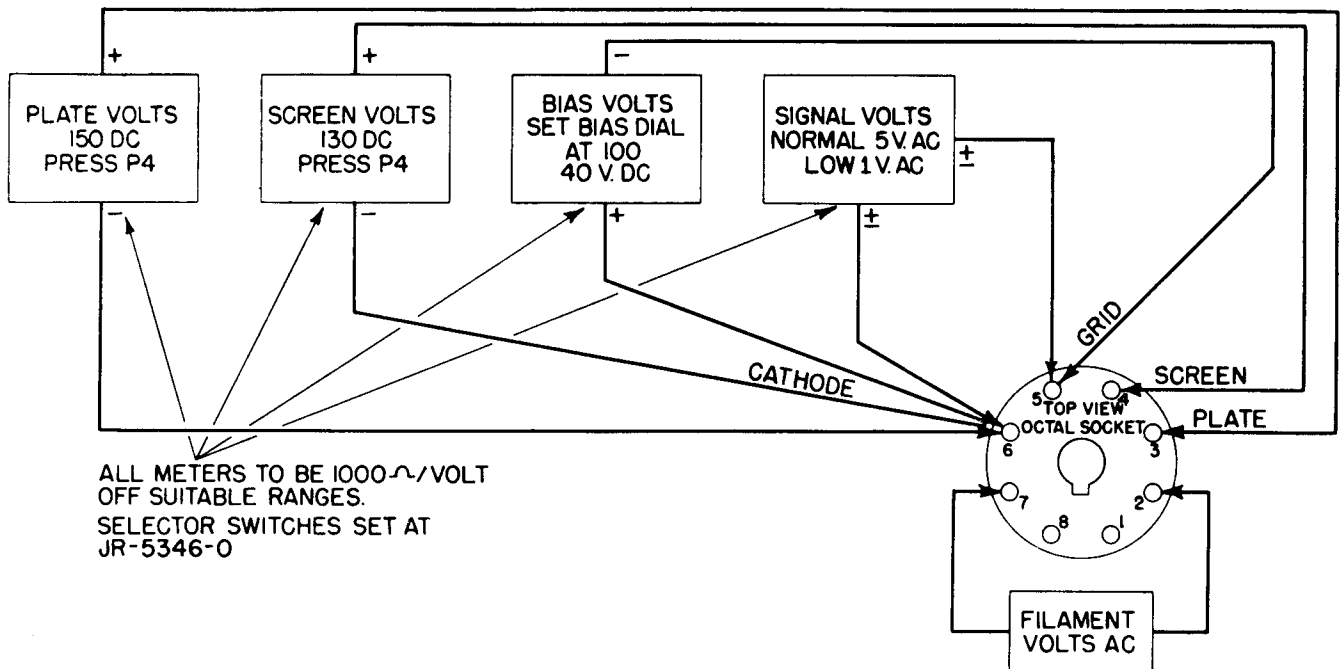 +
+
−
PLATE VOLTS
150 DC
PRESS P4
SCREEN VOLTS
130 DC
PRESS P4
BIAS VOLTS
SET BIAS DIAL
AT 100
40 V. DC
SIGNAL VOLTS
NORMAL 5 V. AC
LOW 1 V. AC
±
−
−
+
±
GRID
CATHODE
SCREEN
PLATE
5
4
TOP VIEW
OCTAL SOCKET
6
3
7
2
8
1
ALL METERS TO BE 1000-Ω-/VOLT
OFF SUITABLE RANGES.
SELECTOR SWITCHES SET AT
JR-5346-0
FILAMENT
VOLTS AC